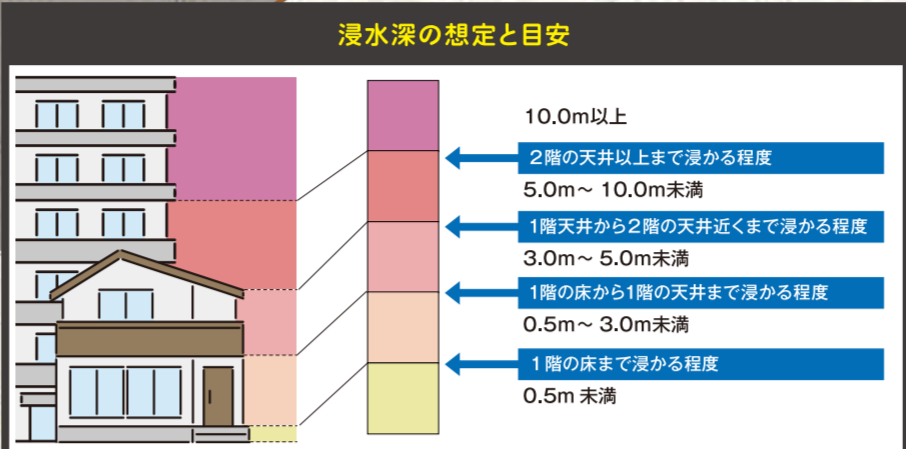 浸水深の想定と目安
10.0m以上
2階の天井以上まで浸かる程度
5.0m～ 10.0m未満
1階天井から2階の天井近くまで浸かる程度
3.0m～ 5.0m未満
1階の床から1階の天井まで浸かる程度
0.5m～ 3.0m未満
1階の床まで浸かる程度
0.5m 未満